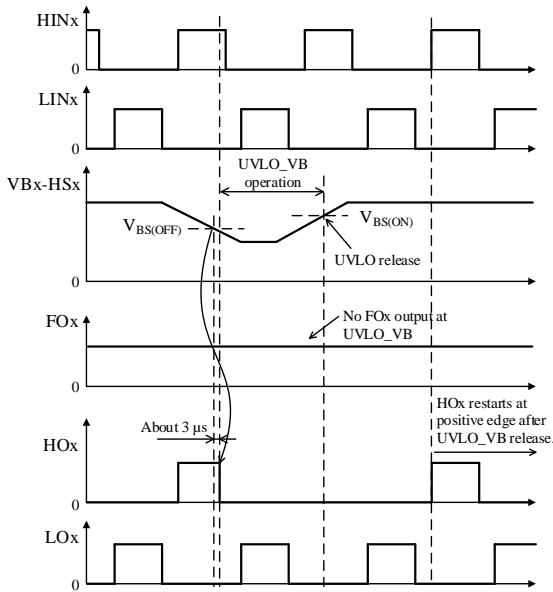 HINx
0
LINx
0
UVLO_VB
operation
VBx-HSx
VBS(OFF)
VBS(ON)
UVLO release
0
FOx
No FOx output at
UVLO_VB
0
HOx restarts at
positive edge after
UVLO_VB release.
About 3 µs
HOx
0
LOx
0